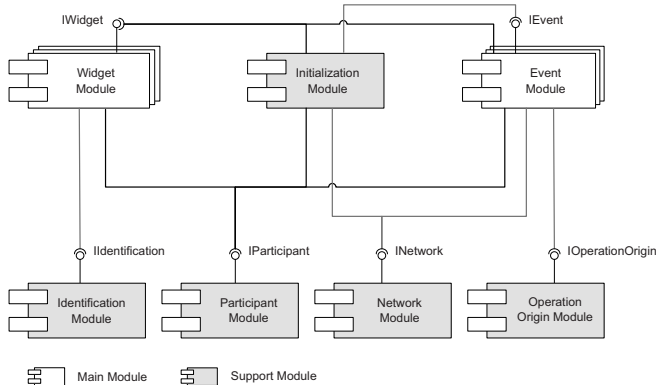 IWidget
IEvent
Widget
Module
Initialization
Module
Event
Module
IIdentification
IParticipant
INetwork
IOperationOrigin
Identification
Module
Participant
Module
Network
Module
Operation
Origin Module
Main Module
Support Module